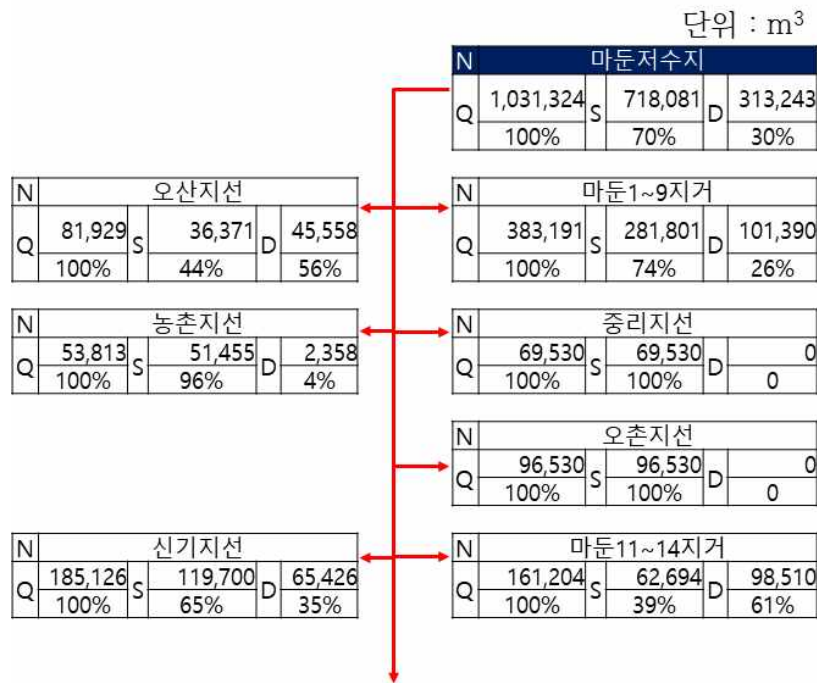 단위 : m³
N 마둔저수지
Q 1,031,324 S 718,081 D 313,243
100% 70% 30%
N 오산지선
Q 81,929 S 36,371 D 45,558
100% 44% 56%
N 마둔1~9지거
Q 383,191 S 281,801 D 101,390
100% 74% 26%
N 농촌지선
Q 53,813 S 51,455 D 2,358
100% 96% 4%
N 중리지선
Q 69,530 S 69,530 D 0
100% 100% 0
N 오촌지선
Q 96,530 S 96,530 D 0
100% 100% 0
N 신기지선
Q 185,126 S 119,700 D 65,426
100% 65% 35%
N 마둔11~14지거
Q 161,204 S 62,694 D 98,510
100% 39% 61%